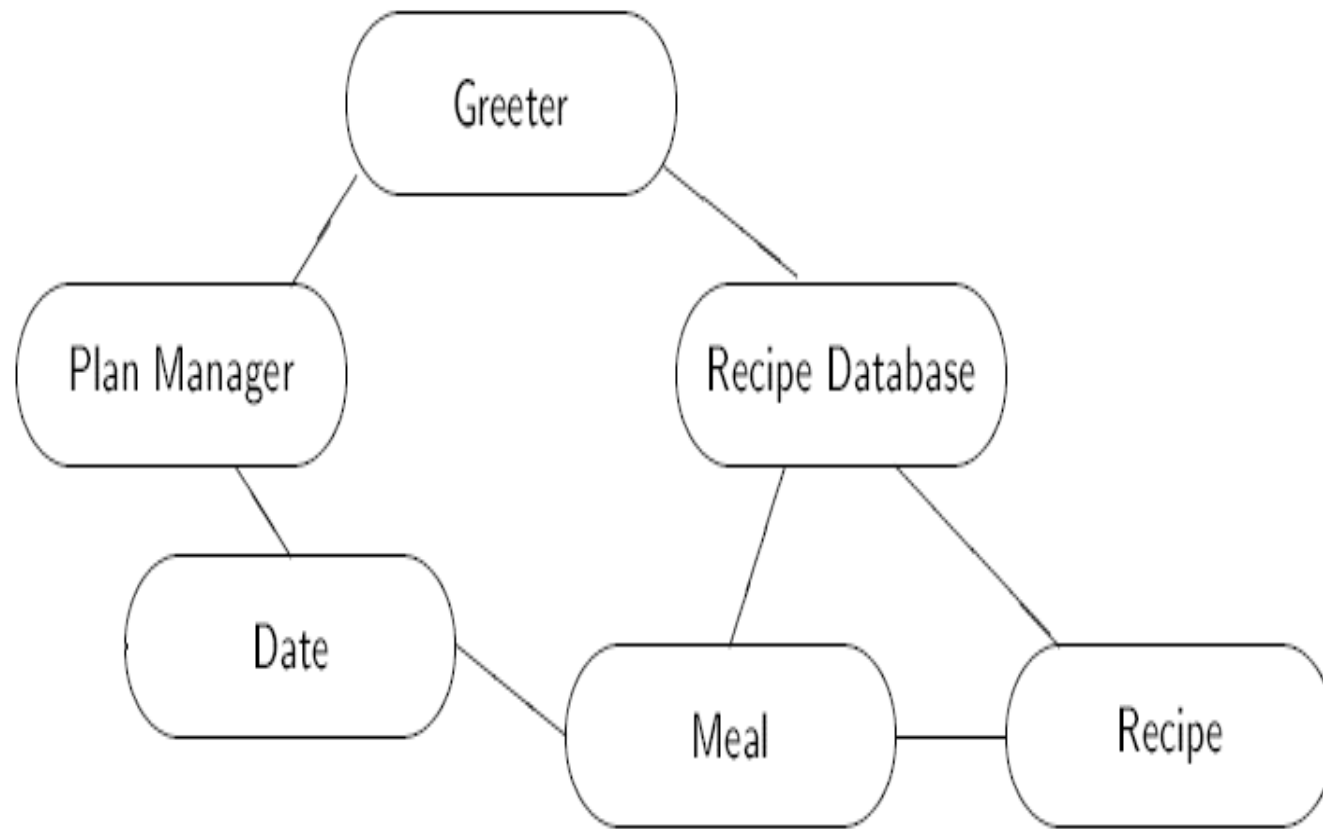 Greeter
Plan Manager
Recipe Database
Date
Meal
Recipe